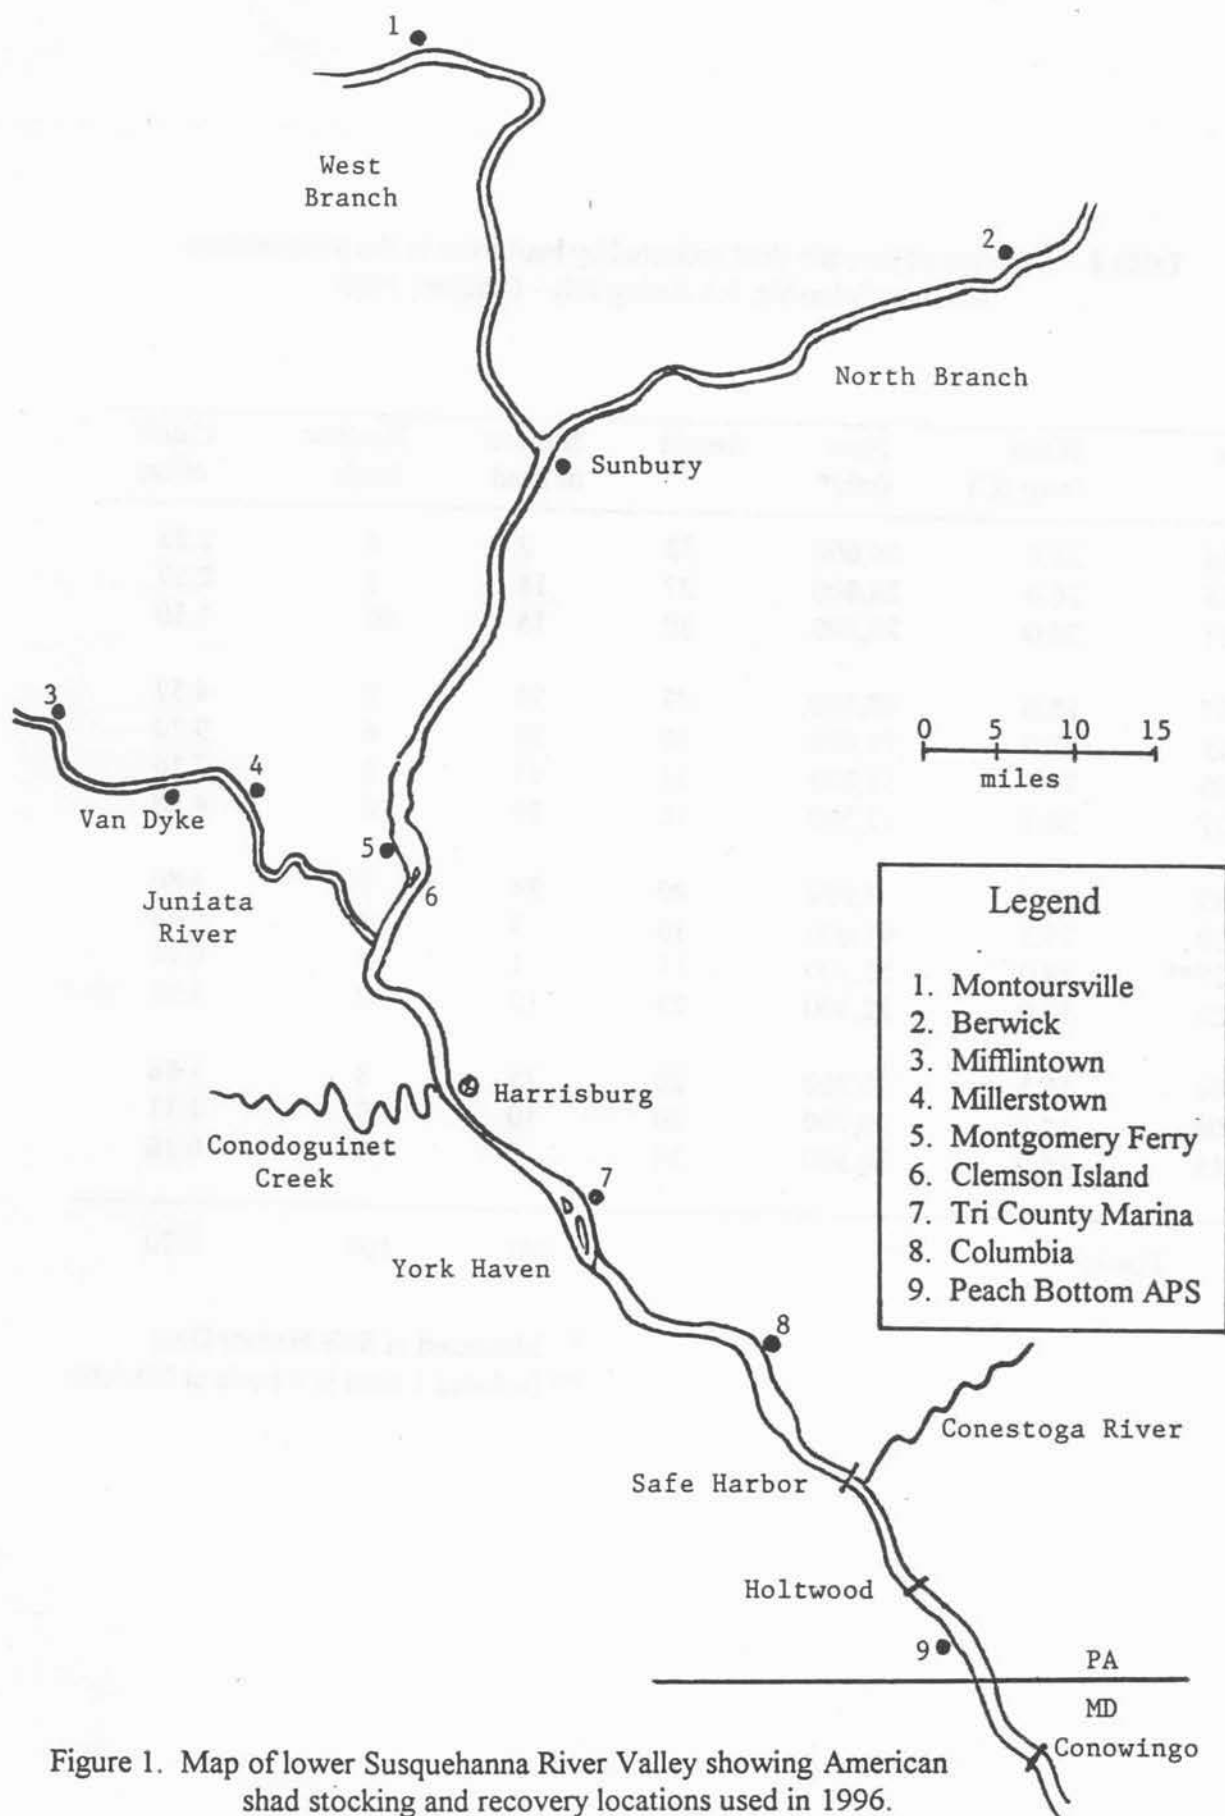 1
West
Branch
2
North Branch
Sunbury
3
4
Van Dyke
5
6
Juniata
River
0 5 10 15
miles
Legend
1. Montoursville
2. Berwick
3. Mifflintown
4. Millerstown
5. Montgomery Ferry
6. Clemson Island
7. Tri County Marina
8. Columbia
9. Peach Bottom APS
Harrisburg
Conodoguinet
Creek
7
York Haven
8
Conestoga River
Safe Harbor
Holtwood
9
PA
MD
Conowingo
Figure 1. Map of lower Susquehanna River Valley showing American
shad stocking and recovery locations used in 1996.